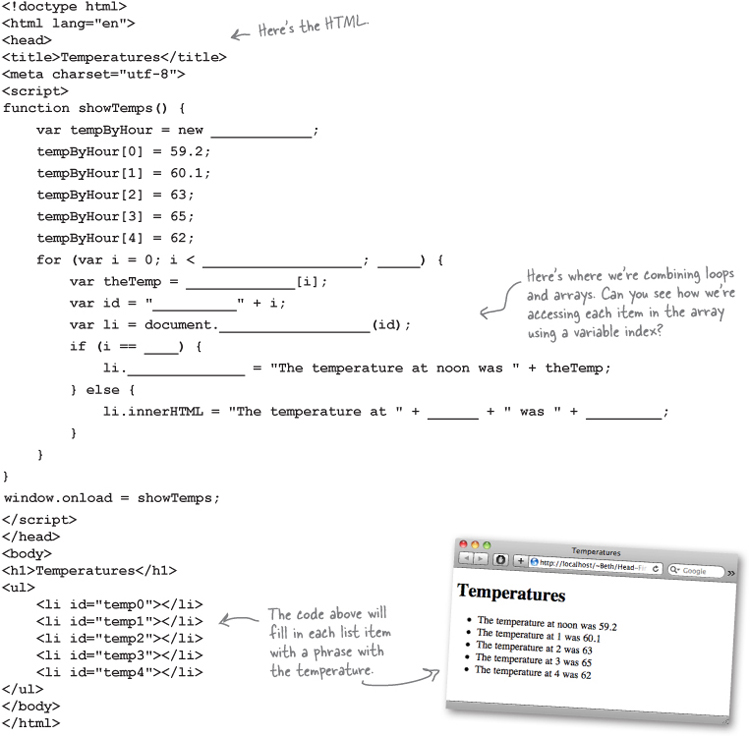 <!doctype html>
<html lang="en">
<head>
Here's the HTML.
<title>Temperatures</title>
<meta charset="utf-8">
<script>
function showTemps() {
var tempByHour = new ____________;
tempByHour[0] = 59.2;
tempByHour[1] = 60.1;
tempByHour[2] = 63;
tempByHour[3] = 65;
tempByHour[4] = 62;
for (var i = 0; i < ___________________; _____) {
var theTemp = _____________[i];
var id = "__________" + i;
var li = document.__________________(id);
if (i == ____) {
li.______________ = "The temperature at noon was " + theTemp;
} else {
li.innerHTML = "The temperature at " + ______ + " was " + _________;
}
}
}
window.onload = showTemps;
</script>
</head>
<body>
<h1>Temperatures</h1>
<ul>
<li id="temp0"></li>
<li id="temp1"></li>
<li id="temp2"></li>
<li id="temp3"></li>
<li id="temp4"></li>
</ul>
</body>
</html>
Here's where we're combining loops
and arrays. Can you see how we're
accessing each item in the array
using a variable index?
The code above will
fill in each list item
with a phrase with
the temperature.
Temperatures
http://localhost/~Beth/Head-Fi
Google
Temperatures
The temperature at noon was 59.2
The temperature at 1 was 60.1
The temperature at 2 was 63
The temperature at 3 was 65
The temperature at 4 was 62